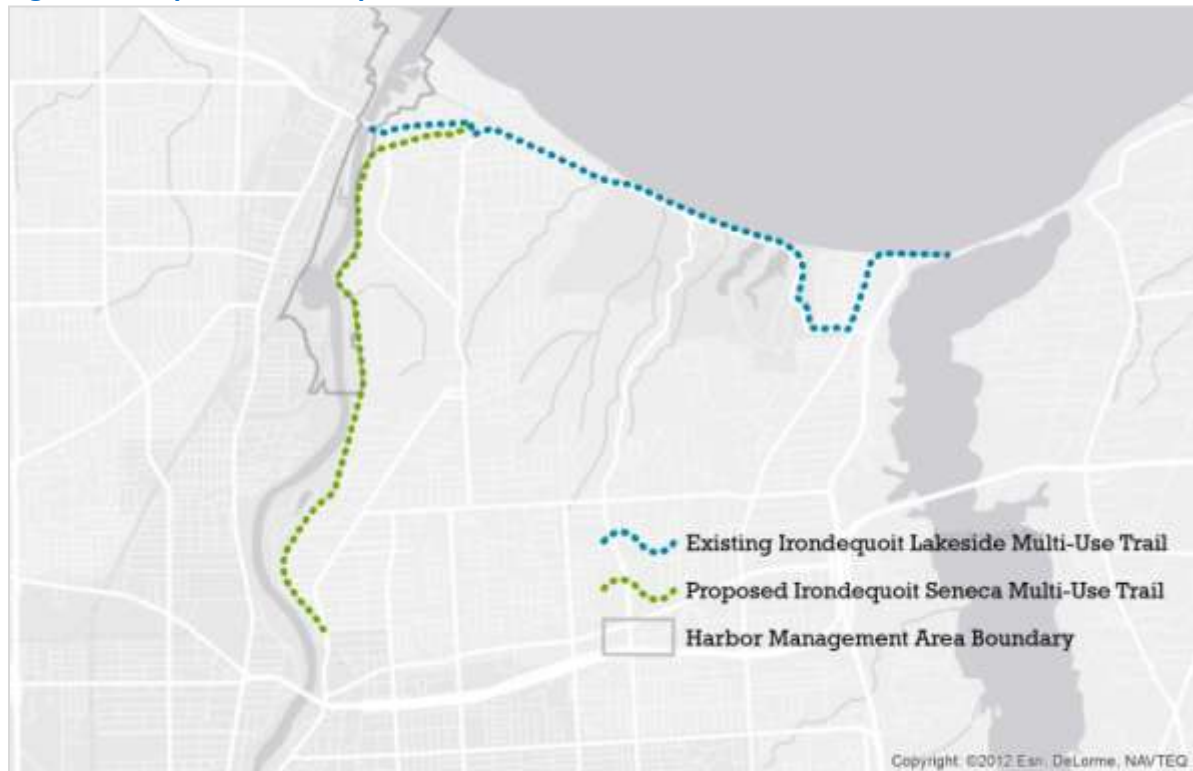 Existing Irondequoit Lakeside Multi-Use Trail
Proposed Irondequoit Seneca Multi-Use Trail
Harbor Management Area Boundary
Copyright: ©2012 Esri, DeLorme, NAVTEQ